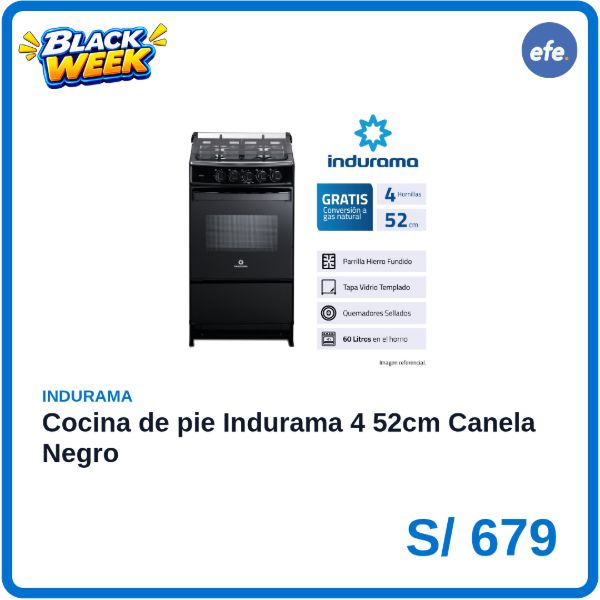 BLACK
WEEK
efe.
indurama
GRATIS
Conversión a
gas natural
4 Hornillas
52 cm
Parrilla Hierro Fundido
Tapa Vidrio Templado
Quemadores Sellados
60 Litros en el horno
Imagen referencial.
indurama
INDURAMA
Cocina de pie Indurama 4 52cm Canela
Negro
S/ 679